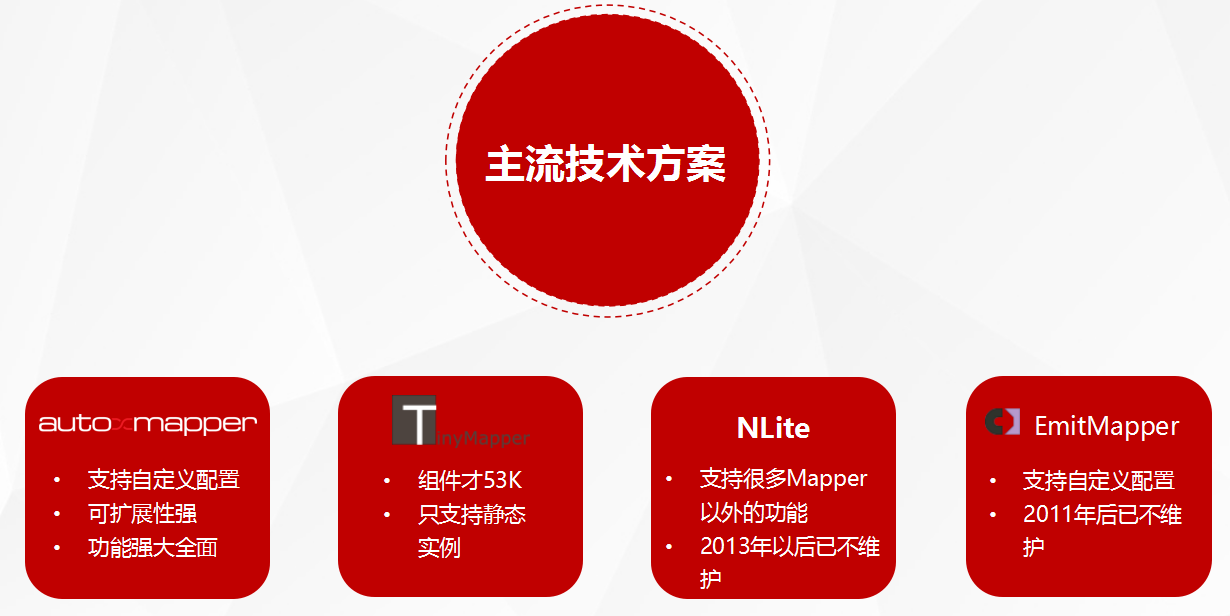 主流技术方案
autoxmapper
• 支持自定义配置
• 可扩展性强
• 功能强大全面
TinyMapper
• 组件才53K
• 只支持静态
实例
NLite
• 支持很多Mapper
以外的功能
• 2013年以后已不维
护
EmitMapper
• 支持自定义配置
• 2011年后已不维
护